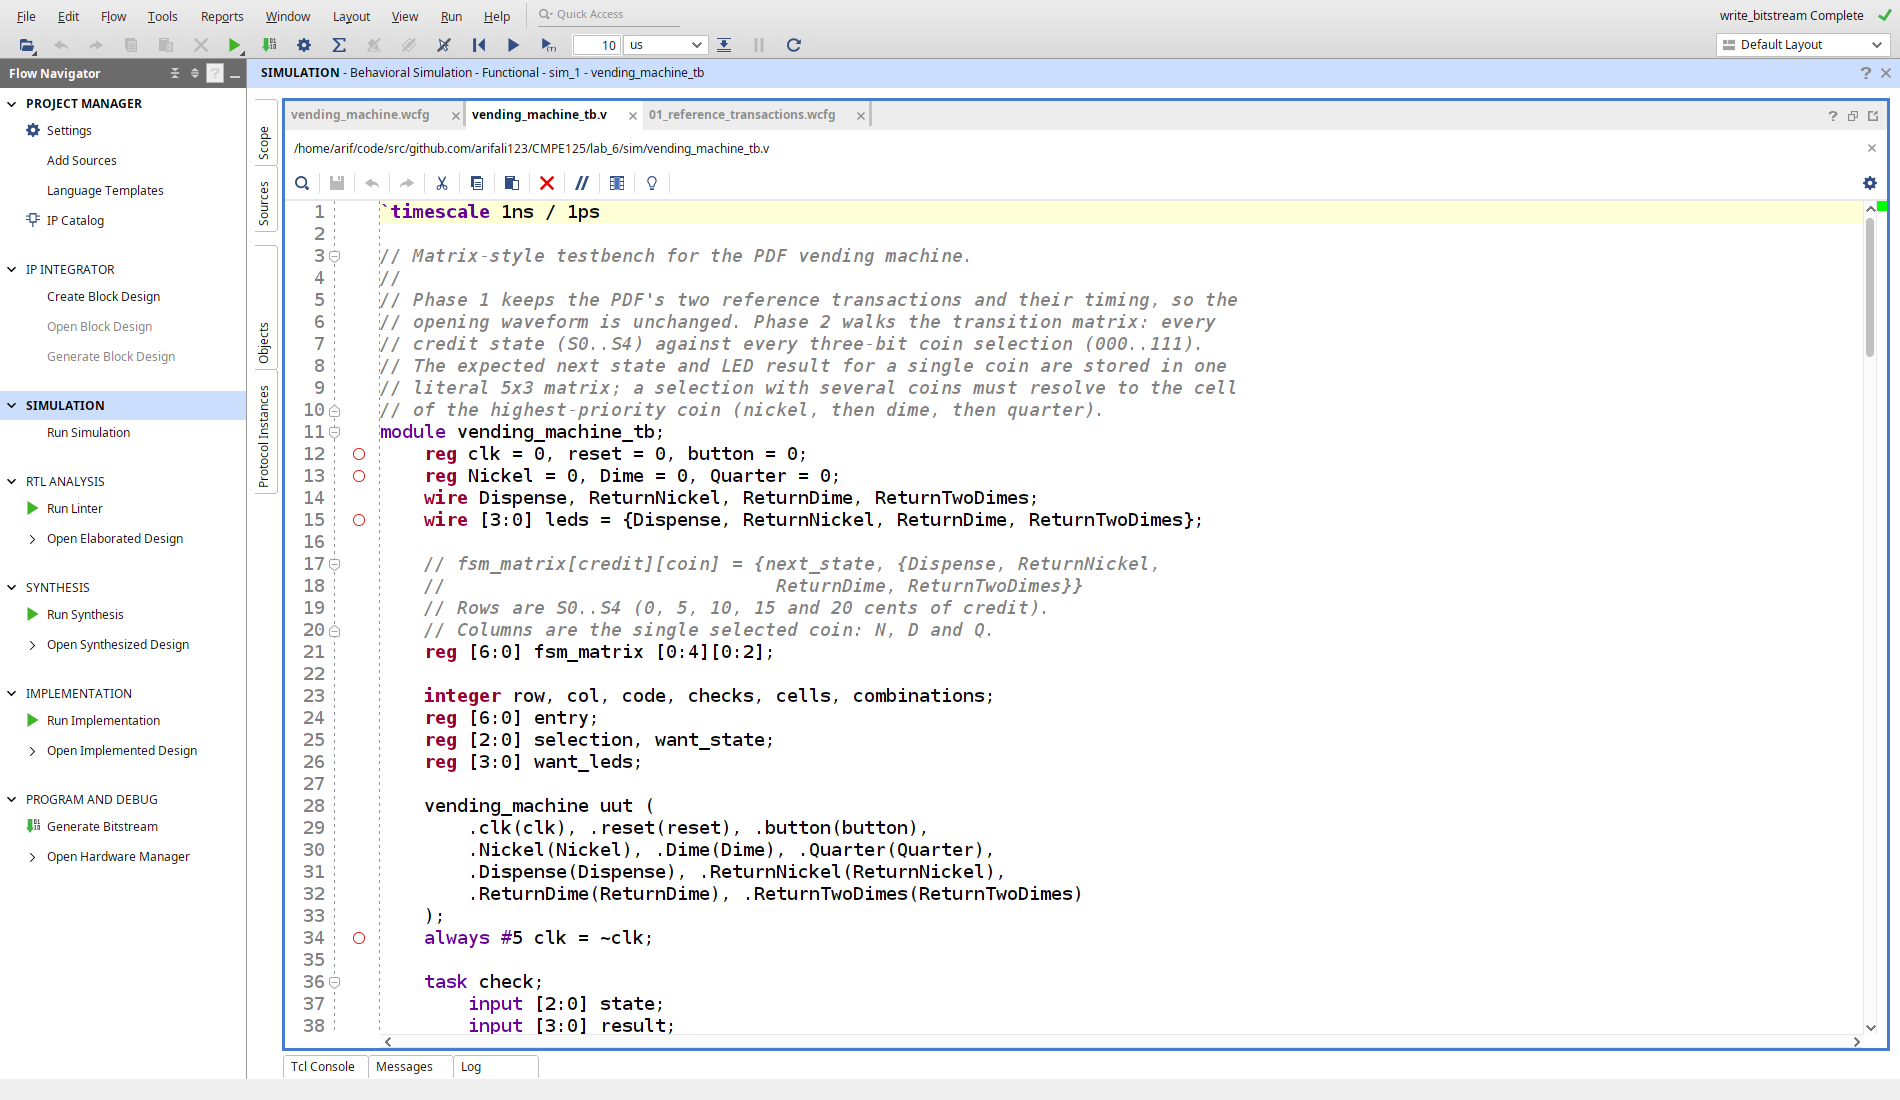 File Edit Flow Tools Reports Window Layout View Run Help Quick Access
write_bitstream Complete
10 us
Default Layout
Flow Navigator
SIMULATION - Behavioral Simulation - Functional - sim_1 - vending_machine_tb
PROJECT MANAGER
Settings
Add Sources
Language Templates
IP Catalog
IP INTEGRATOR
Create Block Design
Open Block Design
Generate Block Design
SIMULATION
Run Simulation
RTL ANALYSIS
Run Linter
Open Elaborated Design
SYNTHESIS
Run Synthesis
Open Synthesized Design
IMPLEMENTATION
Run Implementation
Open Implemented Design
PROGRAM AND DEBUG
Generate Bitstream
Open Hardware Manager
Scope
Sources
Objects
Protocol Instances
vending_machine.wcfg
vending_machine_tb.v
01_reference_transactions.wcfg
/home/arif/code/src/github.com/arifali123/CMPE125/lab_6/sim/vending_machine_tb.v
1 `timescale 1ns / 1ps
2
3 // Matrix-style testbench for the PDF vending machine.
4 //
5 // Phase 1 keeps the PDF's two reference transactions and their timing, so the
6 // opening waveform is unchanged. Phase 2 walks the transition matrix: every
7 // credit state (S0..S4) against every three-bit coin selection (000..111).
8 // The expected next state and LED result for a single coin are stored in one
9 // literal 5x3 matrix; a selection with several coins must resolve to the cell
10 // of the highest-priority coin (nickel, then dime, then quarter).
11 module vending_machine_tb;
12     reg clk = 0, reset = 0, button = 0;
13     reg Nickel = 0, Dime = 0, Quarter = 0;
14     wire Dispense, ReturnNickel, ReturnDime, ReturnTwoDimes;
15     wire [3:0] leds = {Dispense, ReturnNickel, ReturnDime, ReturnTwoDimes};
16
17     // fsm_matrix[credit][coin] = {next_state, {Dispense, ReturnNickel,
18     //                              ReturnDime, ReturnTwoDimes}}
19     // Rows are S0..S4 (0, 5, 10, 15 and 20 cents of credit).
20     // Columns are the single selected coin: N, D and Q.
21     reg [6:0] fsm_matrix [0:4][0:2];
22
23     integer row, col, code, checks, cells, combinations;
24     reg [6:0] entry;
25     reg [2:0] selection, want_state;
26     reg [3:0] want_leds;
27
28     vending_machine uut (
29         .clk(clk), .reset(reset), .button(button),
30         .Nickel(Nickel), .Dime(Dime), .Quarter(Quarter),
31         .Dispense(Dispense), .ReturnNickel(ReturnNickel),
32         .ReturnDime(ReturnDime), .ReturnTwoDimes(ReturnTwoDimes)
33     );
34     always #5 clk = ~clk;
35
36     task check;
37         input [2:0] state;
38         input [3:0] result;
Tcl Console Messages Log